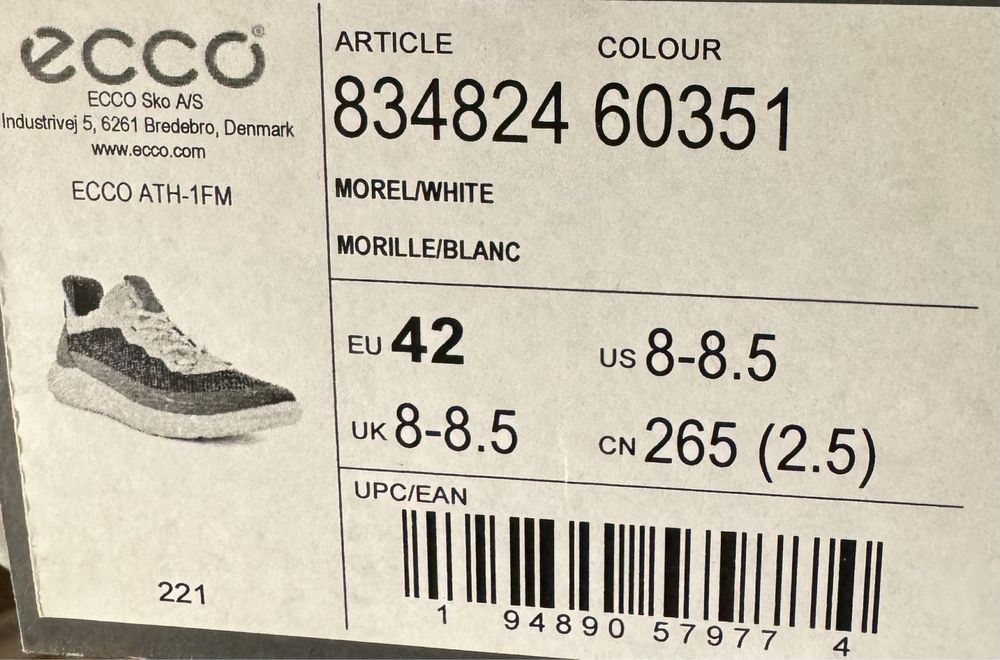 ecco®
ECCO Sko A/S
Industrivej 5, 6261 Bredebro, Denmark
www.ecco.com
ECCO ATH-1FM
221
ARTICLE COLOUR
834824 60351
MOREL/WHITE
MORILLE/BLANC
EU 42 US 8-8.5
UK 8-8.5 CN 265 (2.5)
UPC/EAN
1 94890 57977 4